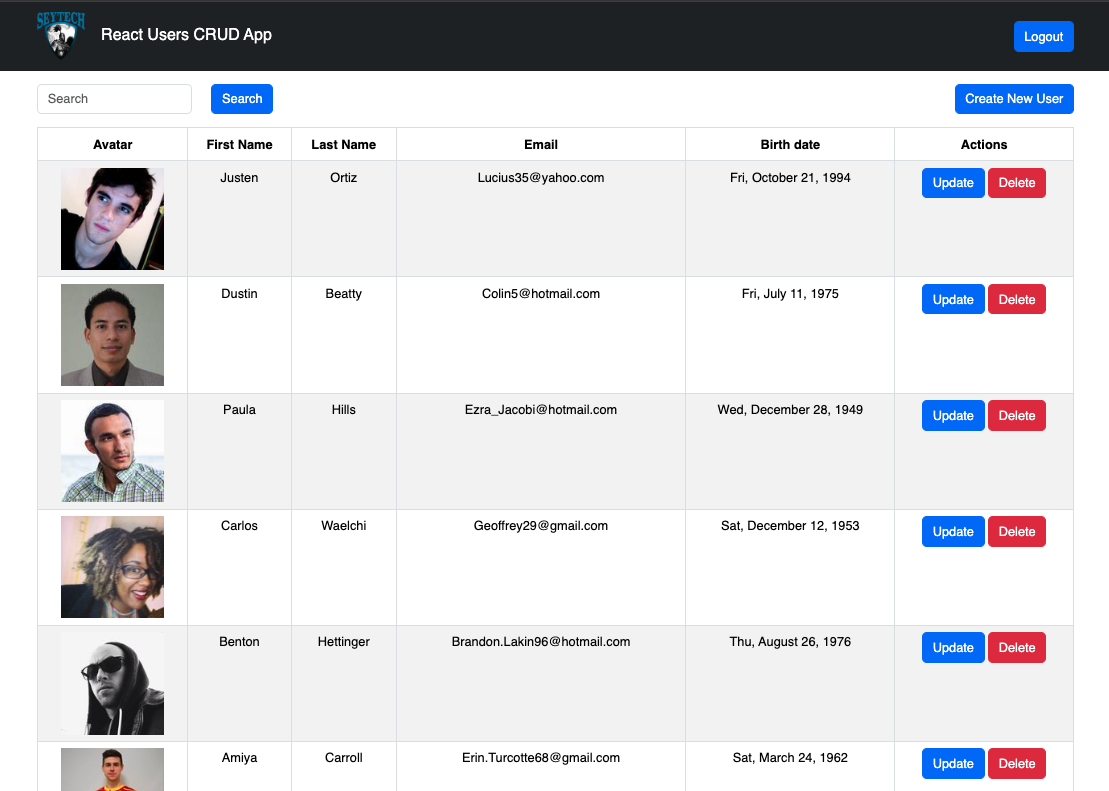 SEYTECH
React Users CRUD App
Logout
Search
Search
Create New User
Avatar First Name Last Name Email Birth date Actions
Justen Ortiz Lucius35@yahoo.com Fri, October 21, 1994 Update Delete
Dustin Beatty Colin5@hotmail.com Fri, July 11, 1975 Update Delete
Paula Hills Ezra_Jacobi@hotmail.com Wed, December 28, 1949 Update Delete
Carlos Waelchi Geoffrey29@gmail.com Sat, December 12, 1953 Update Delete
Benton Hettinger Brandon.Lakin96@hotmail.com Thu, August 26, 1976 Update Delete
Amiya Carroll Erin.Turcotte68@gmail.com Sat, March 24, 1962 Update Delete